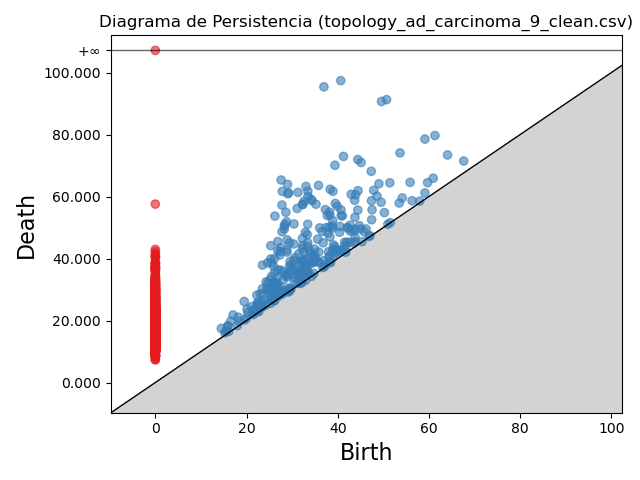 Diagrama de Persistencia (topology_ad_carcinoma_9_clean.csv)
+∞
100.000
80.000
60.000
40.000
20.000
0.000
Death
0 20 40 60 80 100
Birth